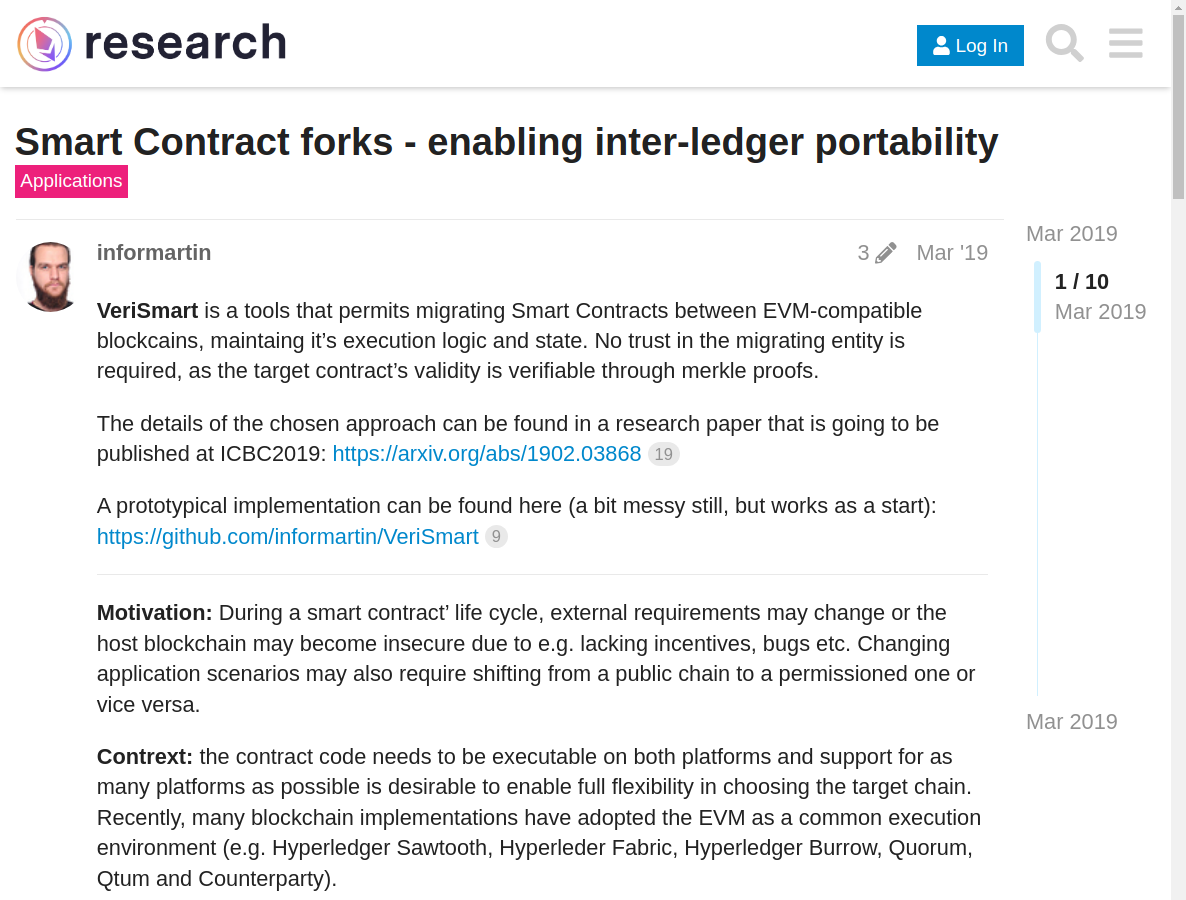 research
Log In
Smart Contract forks - enabling inter-ledger portability
Applications
informartin
3
Mar '19
VeriSmart is a tools that permits migrating Smart Contracts between EVM-compatible
blockcains, maintaing it’s execution logic and state. No trust in the migrating entity is
required, as the target contract’s validity is verifiable through merkle proofs.
The details of the chosen approach can be found in a research paper that is going to be
published at ICBC2019: https://arxiv.org/abs/1902.03868 19
A prototypical implementation can be found here (a bit messy still, but works as a start):
https://github.com/informartin/VeriSmart 9
Motivation: During a smart contract’ life cycle, external requirements may change or the
host blockchain may become insecure due to e.g. lacking incentives, bugs etc. Changing
application scenarios may also require shifting from a public chain to a permissioned one or
vice versa.
Contrext: the contract code needs to be executable on both platforms and support for as
many platforms as possible is desirable to enable full flexibility in choosing the target chain.
Recently, many blockchain implementations have adopted the EVM as a common execution
environment (e.g. Hyperledger Sawtooth, Hyperleder Fabric, Hyperledger Burrow, Quorum,
Qtum and Counterparty).
Mar 2019
1 / 10
Mar 2019
Mar 2019